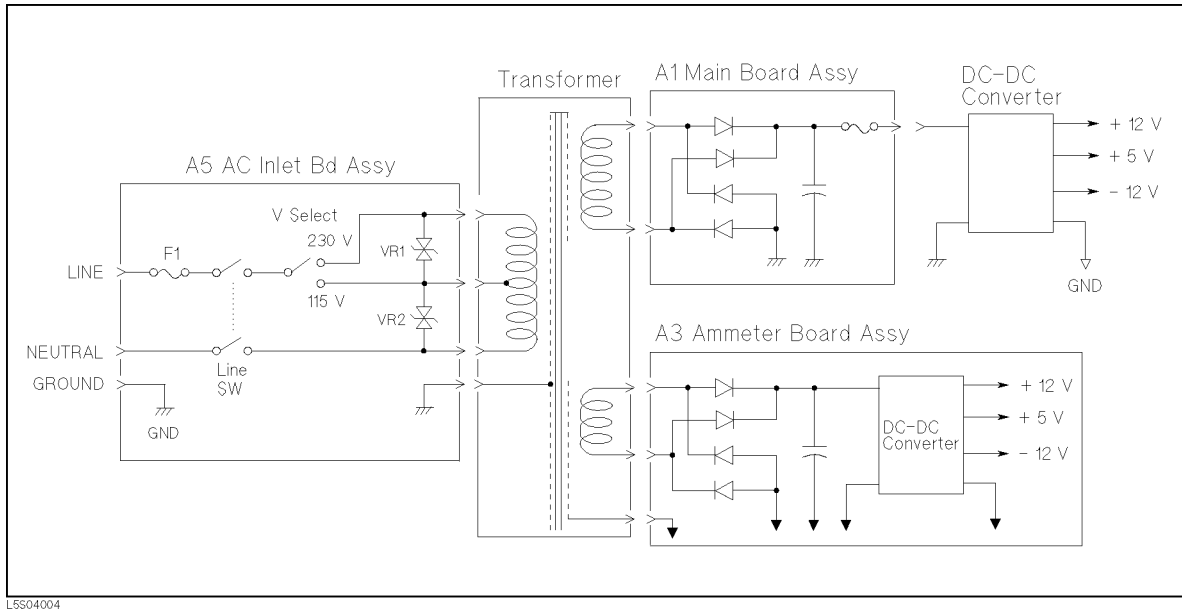 Transformer
A1 Main Board Assy
DC-DC
Converter
+ 12 V
+ 5 V
- 12 V
GND
A5 AC Inlet Bd Assy
V Select
230 V
F1
VR1
LINE
115 V
VR2
NEUTRAL
Line
SW
GROUND
GND
A3 Ammeter Board Assy
+ 12 V
+ 5 V
DC-DC
Converter
- 12 V
L5S04004